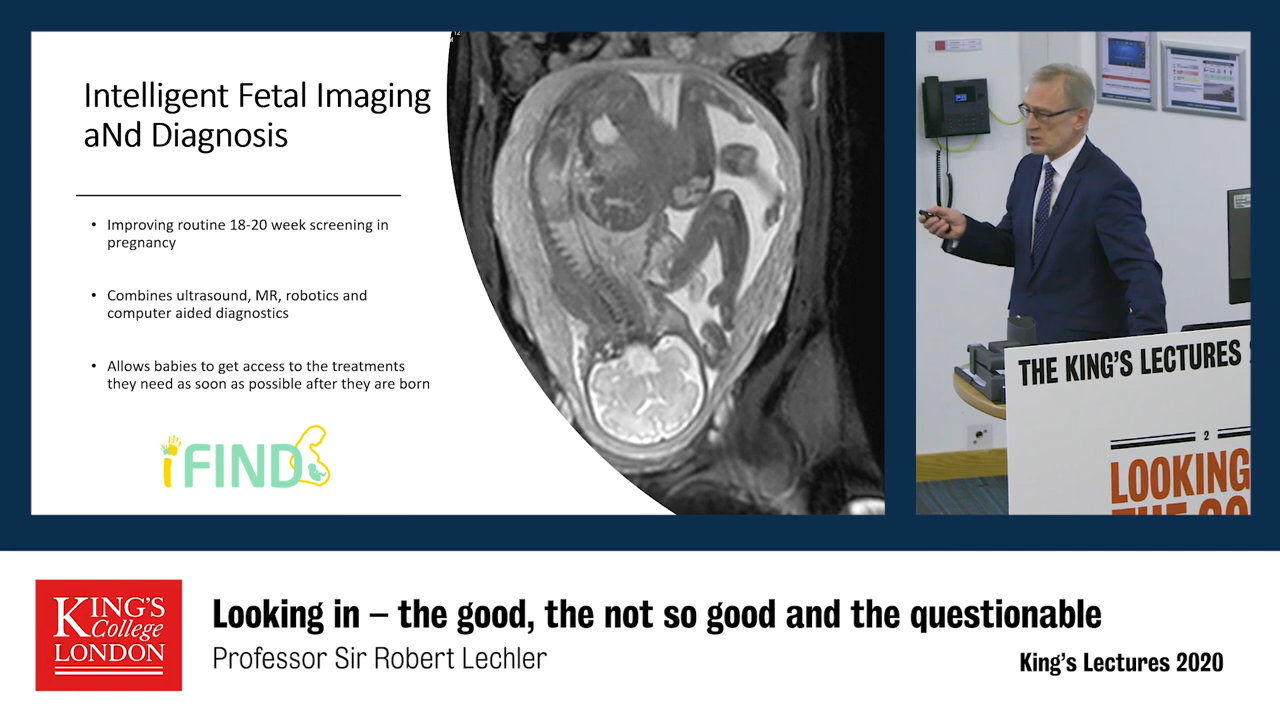 Intelligent Fetal Imaging
aNd Diagnosis
• Improving routine 18-20 week screening in
pregnancy
• Combines ultrasound, MR, robotics and
computer aided diagnostics
• Allows babies to get access to the treatments
they need as soon as possible after they are born
iFIND
THE KING'S LECTURES
2
LOOKING
KING'S
College
LONDON
Looking in – the good, the not so good and the questionable
Professor Sir Robert Lechler
King's Lectures 2020